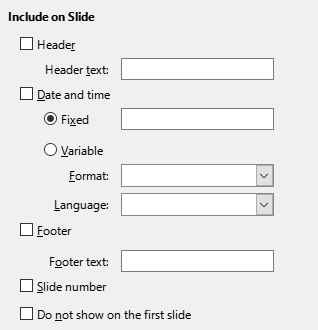 Include on Slide
Header
Header text:
Date and time
Fixed
Variable
Format:
Language:
Footer
Footer text:
Slide number
Do not show on the first slide